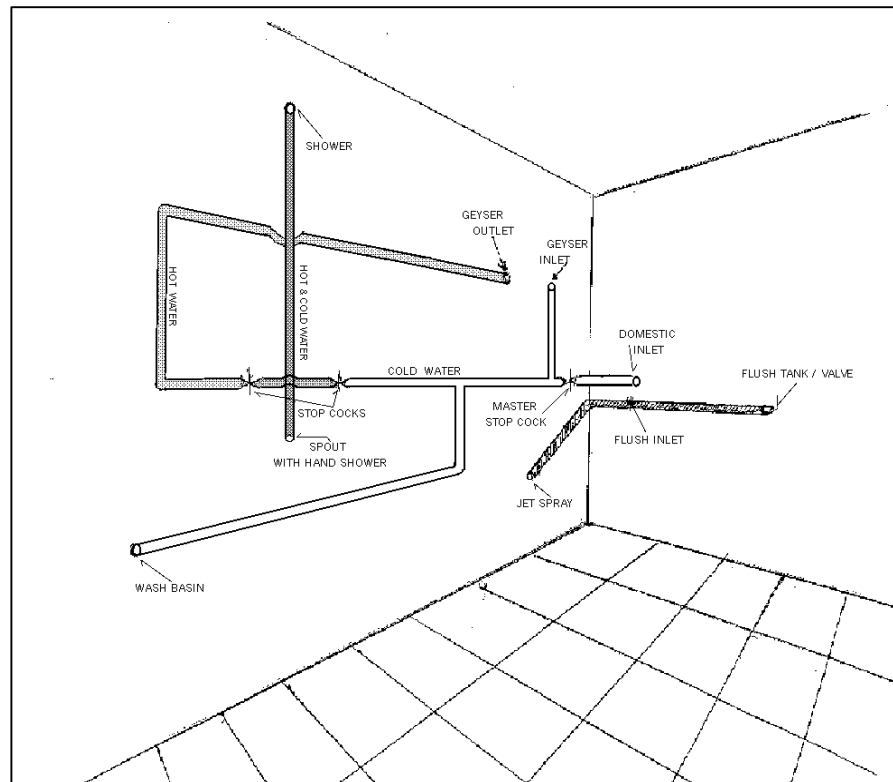 SHOWER
GEYSER
OUTLET
GEYSER
INLET
HOT WATER
HOT & COLD WATER
DOMESTIC
INLET
COLD WATER
FLUSH TANK / VALVE
STOP COCKS
MASTER
STOP COCK
FLUSH INLET
SPOUT
WITH HAND SHOWER
JET SPRAY
WASH BASIN